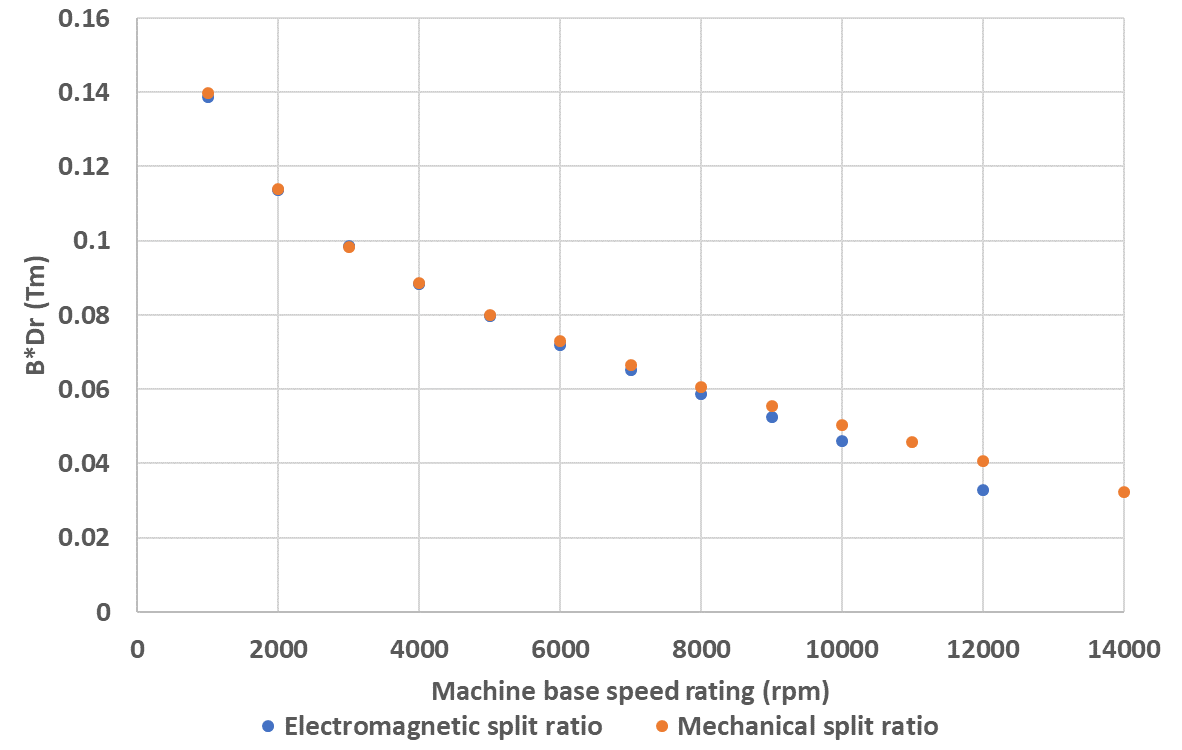 0.16
0.14
0.12
0.1
0.08
0.06
0.04
0.02
0
B*Dr (Tm)
0 2000 4000 6000 8000 10000 12000 14000
Machine base speed rating (rpm)
Electromagnetic split ratio Mechanical split ratio